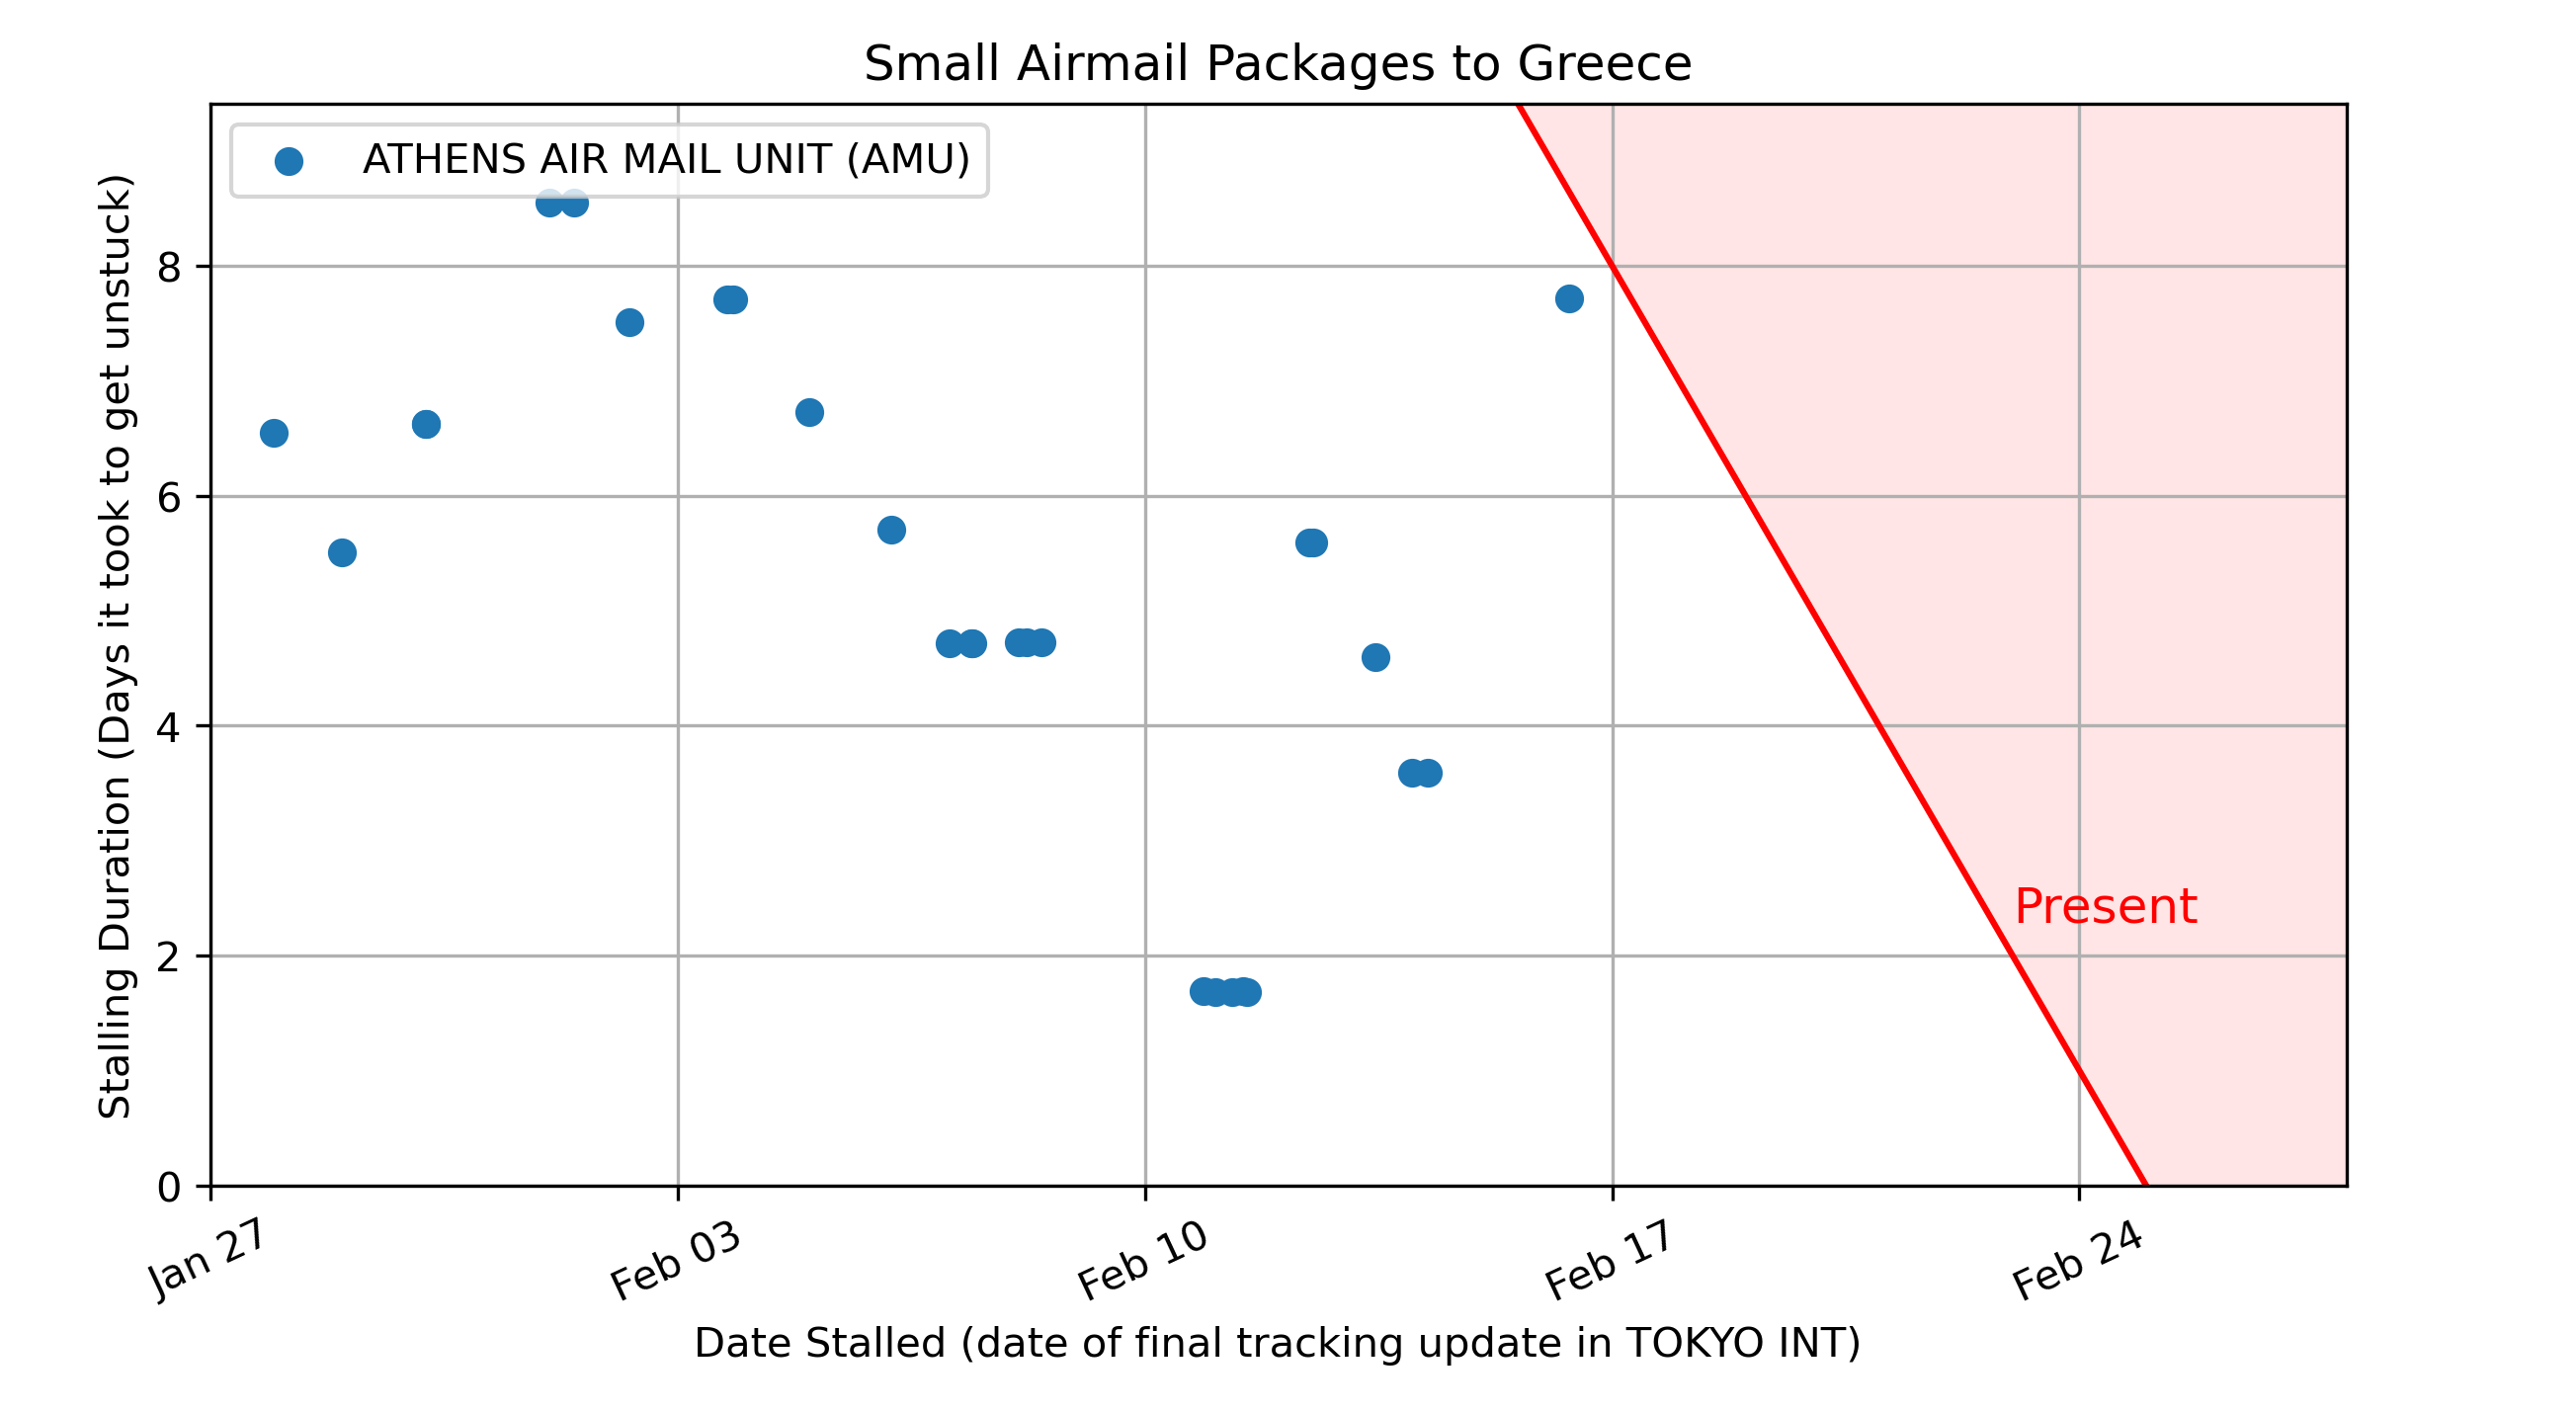 Small Airmail Packages to Greece
ATHENS AIR MAIL UNIT (AMU)
Stalling Duration (Days it took to get unstuck)
8
6
4
2
0
Present
Jan 27
Feb 03
Feb 10
Feb 17
Feb 24
Date Stalled (date of final tracking update in TOKYO INT)